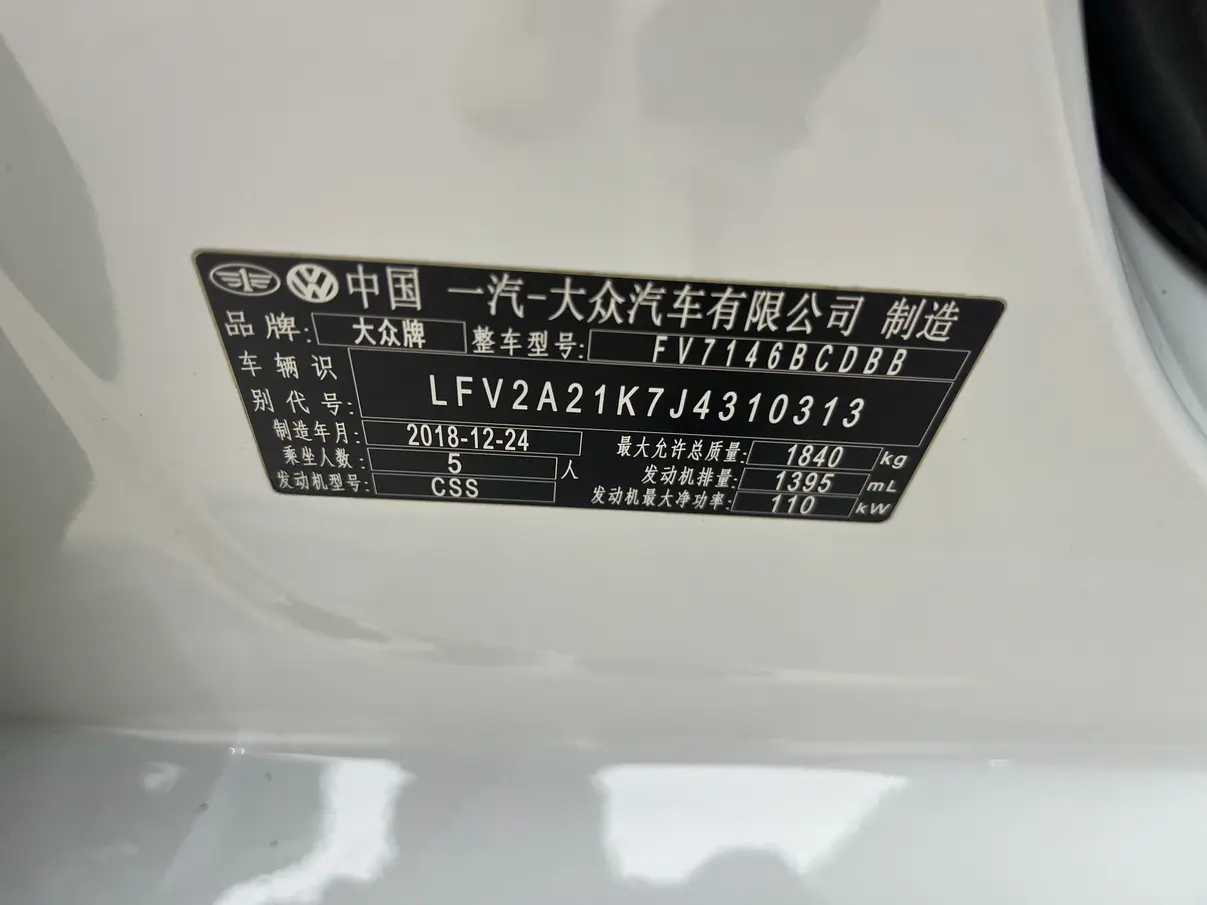 中国 一汽-大众汽车有限公司 制造
品牌: 大众牌 整车型号: FV7146BCDBB
车辆识别代号: LFV2A21K7J4310313
制造年月: 2018-12-24 最大允许总质量: 1840 kg
乘坐人数: 5 人 发动机排量: 1395 mL
发动机型号: CSS 发动机最大净功率: 110 kW